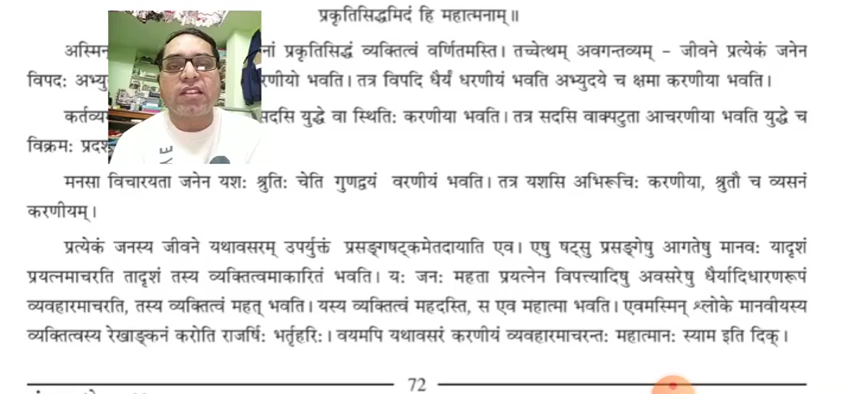 प्रकृतिसिद्धमिदं हि महात्मनाम्॥
प्रकृतिसिद्धं व्यक्तित्वं वर्णितमस्ति। तच्चेत्थम् अवगन्तव्यम् - जीवने प्रत्येकं जनेन
विपदः भवति। तत्र विपदि धैर्यं धरणीयं भवति अभ्युदये च क्षमा करणीया भवति।
सदसि युद्धे वा स्थितिः करणीया भवति। तत्र सदसि वाक्पटुता आचरणीया भवति युद्धे च
विक्रमः
मनसा विचारयता जनेन यशः श्रुतिः चेति गुणद्वयं वरणीयं भवति। तत्र यशसि अभिरूचिः करणीया, श्रुतौ च व्यसनं
करणीयम्।
प्रत्येकं जनस्य जीवने यथावसरम् उपर्युक्तं प्रसङ्गषट्कमेतदायाति एव। एषु षट्सु प्रसङ्गेषु आगतेषु मानवः यादृशं
प्रयत्नमाचरति तादृशं तस्य व्यक्तित्वमाकारितं भवति। यः जनः महता प्रयत्नेन विपत्त्यादिषु अवसरेषु धैर्यादिधारणरूपं
व्यवहारमाचरति, तस्य व्यक्तित्वं महत् भवति। यस्य व्यक्तित्वं महदस्ति, स एव महात्मा भवति। एवमस्मिन् श्लोके मानवीयस्य
व्यक्तित्वस्य रेखाङ्कनं करोति राजर्षिः भर्तृहरिः। वयमपि यथावसरं करणीयं व्यवहारमाचरन्तः महात्मानः स्याम इति दिक्।
72